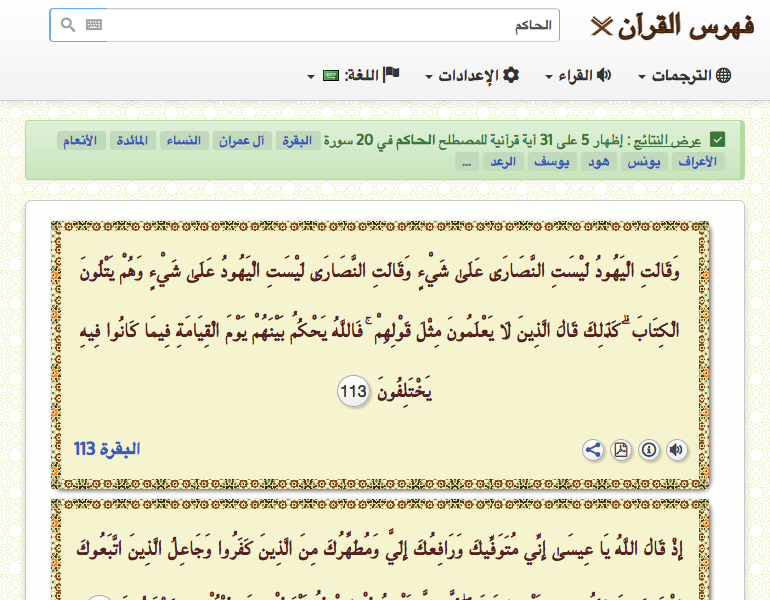 فهرس القرآن
الحاكم
الترجمات القراء الإعدادات اللغة:
عرض النتائج : إظهار 5 على 31 آية قرآنية للمصطلح الحاكم في 20 سورة البقرة آل عمران النساء المائدة الأنعام
الأعراف يونس هود يوسف الرعد ...
وَقَالَتِ الْيَهُودُ لَيْسَتِ النَّصَارَىٰ عَلَىٰ شَيْءٍ وَقَالَتِ النَّصَارَىٰ لَيْسَتِ الْيَهُودُ عَلَىٰ شَيْءٍ وَهُمْ يَتْلُونَ
الْكِتَابَ ۗ كَذَٰلِكَ قَالَ الَّذِينَ لَا يَعْلَمُونَ مِثْلَ قَوْلِهِمْ ۚ فَاللَّهُ يَحْكُمُ بَيْنَهُمْ يَوْمَ الْقِيَامَةِ فِيمَا كَانُوا فِيهِ
يَخْتَلِفُونَ 113
البقرة 113
إِذْ قَالَ اللَّهُ يَا عِيسَىٰ إِنِّي مُتَوَفِّيكَ وَرَافِعُكَ إِلَيَّ وَمُطَهِّرُكَ مِنَ الَّذِينَ كَفَرُوا وَجَاعِلُ الَّذِينَ اتَّبَعُوكَ